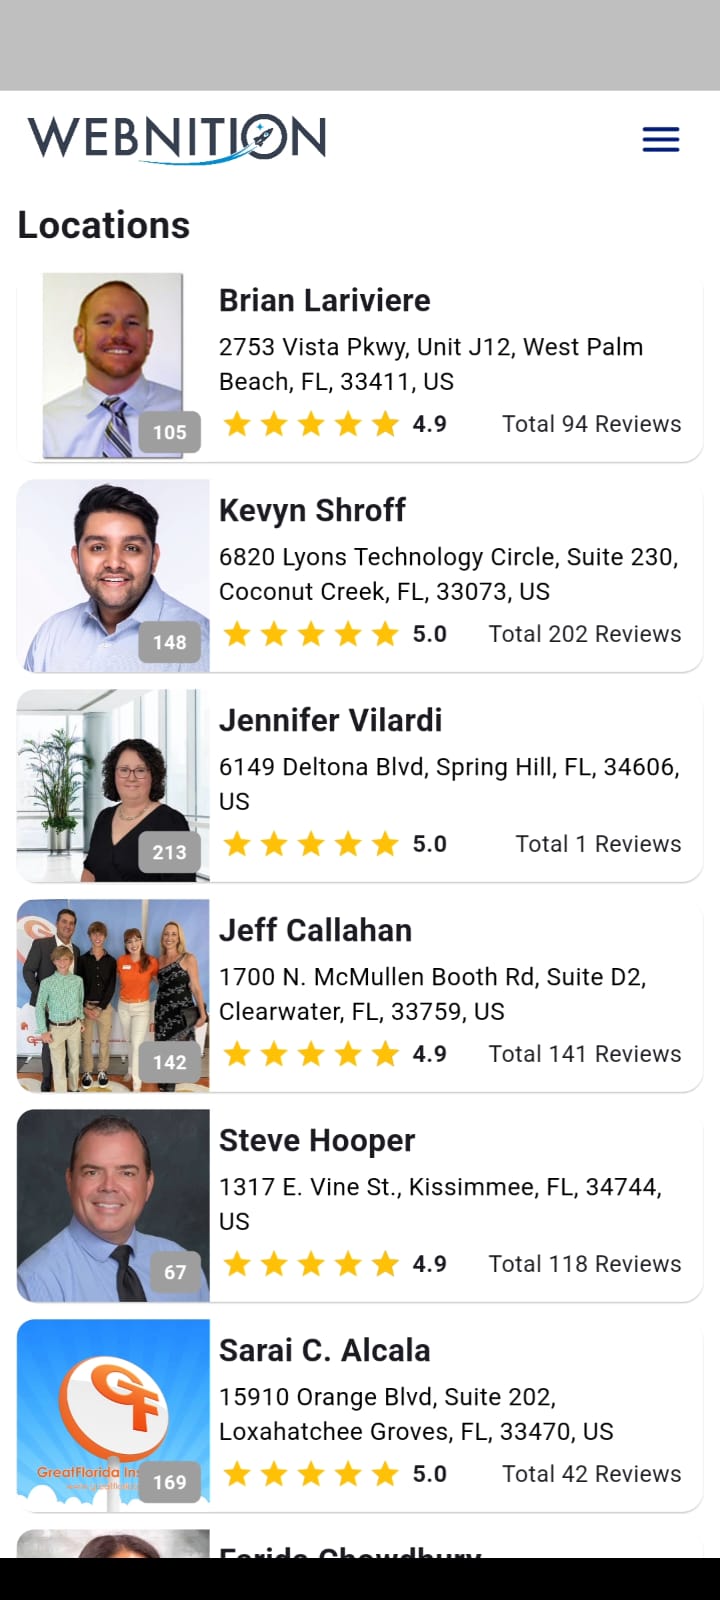 WEBNITION
Locations
Brian Lariviere
2753 Vista Pkwy, Unit J12, West Palm
Beach, FL, 33411, US
105
4.9 Total 94 Reviews
Kevyn Shroff
6820 Lyons Technology Circle, Suite 230,
Coconut Creek, FL, 33073, US
148
5.0 Total 202 Reviews
Jennifer Vilardi
6149 Deltona Blvd, Spring Hill, FL, 34606,
US
213
5.0 Total 1 Reviews
Jeff Callahan
1700 N. McMullen Booth Rd, Suite D2,
Clearwater, FL, 33759, US
142
4.9 Total 141 Reviews
Steve Hooper
1317 E. Vine St., Kissimmee, FL, 34744,
US
67
4.9 Total 118 Reviews
Sarai C. Alcala
15910 Orange Blvd, Suite 202,
Loxahatchee Groves, FL, 33470, US
GF
GreatFlorida Ins
169
5.0 Total 42 Reviews
Farida Chowdhury